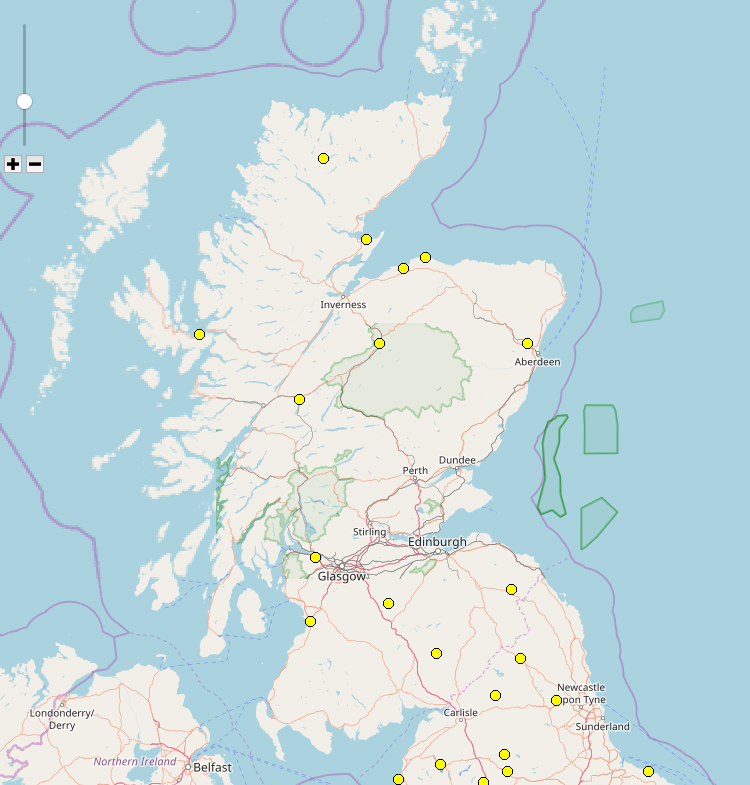 Inverness
Aberdeen
Dundee
Perth
Stirling
Edinburgh
Glasgow
Newcastle
upon Tyne
Carlisle
Sunderland
Londonderry/
Derry
Northern Ireland
Belfast